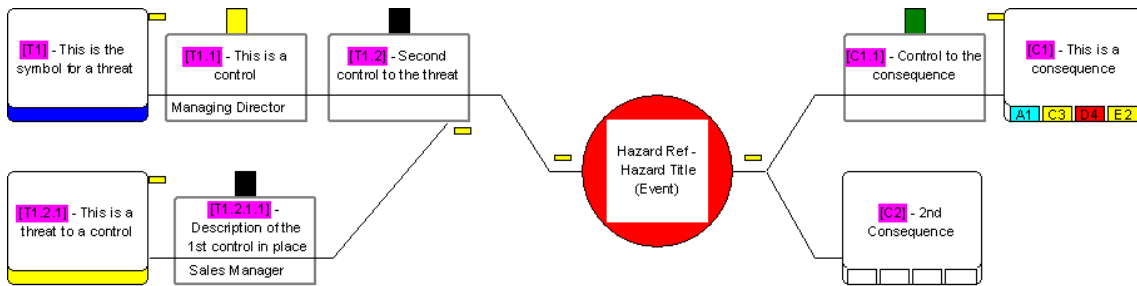 [T1] - This is the
symbol for a threat
[T1.1] - This is a
control
Managing Director
[T1.2] - Second
control to the threat
[T1.2.1] - This is a
threat to a control
[T1.2.1.1] -
Description of the
1st control in place
Sales Manager
Hazard Ref -
Hazard Title
(Event)
[C1.1] - Control to the
consequence
[C1] - This is a
consequence
A1 C3 D4 E2
[C2] - 2nd
Consequence